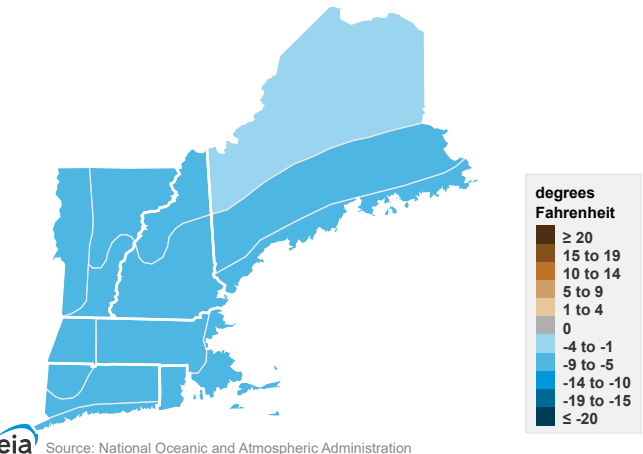 degrees
Fahrenheit
≥ 20
15 to 19
10 to 14
5 to 9
1 to 4
0
-4 to -1
-9 to -5
-14 to -10
-19 to -15
≤ -20
eia Source: National Oceanic and Atmospheric Administration